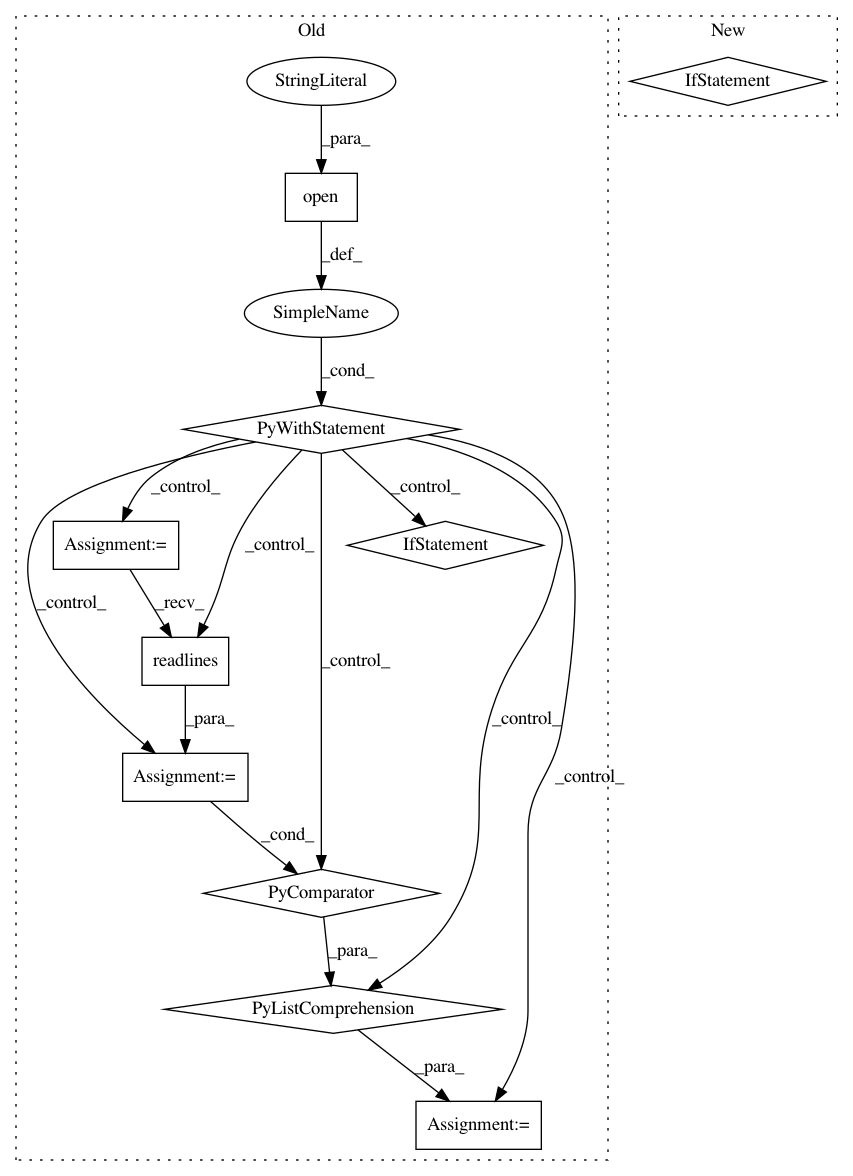 Old
New
StringLiteral
IfStatement
_para_
open
_def_
SimpleName
_cond_
PyWithStatement
_control_
_control_
Assignment:=
_control_
IfStatement
_control_
_recv_
_control_
readlines
_control_
_para_
_control_
Assignment:=
_cond_
PyComparator
_para_
PyListComprehension
_para_
Assignment:=